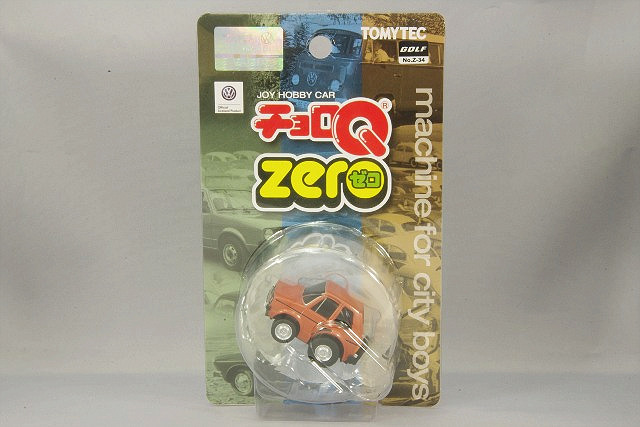 TOMYTEC
GOLF
No.Z-34
JOY HOBBY CAR
チョロQ®
zero
ゼロ
machine for city boys